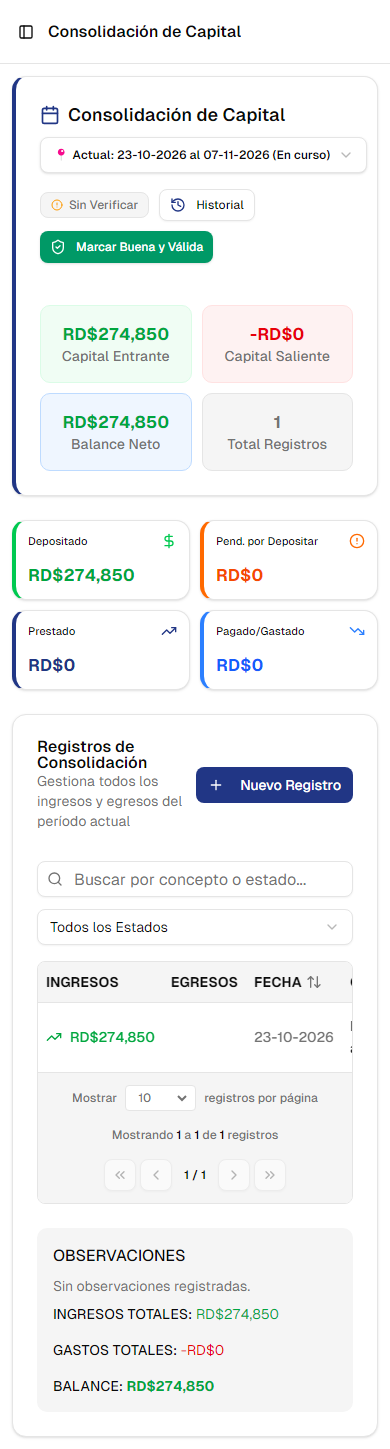 Consolidación de Capital
Consolidación de Capital
Actual: 23-10-2026 al 07-11-2026 (En curso)
Sin Verificar
Historial
Marcar Buena y Válida
RD$274,850
Capital Entrante
-RD$0
Capital Saliente
RD$274,850
Balance Neto
1
Total Registros
Depositado
RD$274,850
Pend. por Depositar
RD$0
Prestado
RD$0
Pagado/Gastado
RD$0
Registros de
Consolidación
Gestiona todos los
ingresos y egresos del
período actual
Nuevo Registro
Buscar por concepto o estado...
Todos los Estados
INGRESOS EGRESOS FECHA
RD$274,850 23-10-2026
Mostrar 10 registros por página
Mostrando 1 a 1 de 1 registros
1 / 1
OBSERVACIONES
Sin observaciones registradas.
INGRESOS TOTALES: RD$274,850
GASTOS TOTALES: -RD$0
BALANCE: RD$274,850